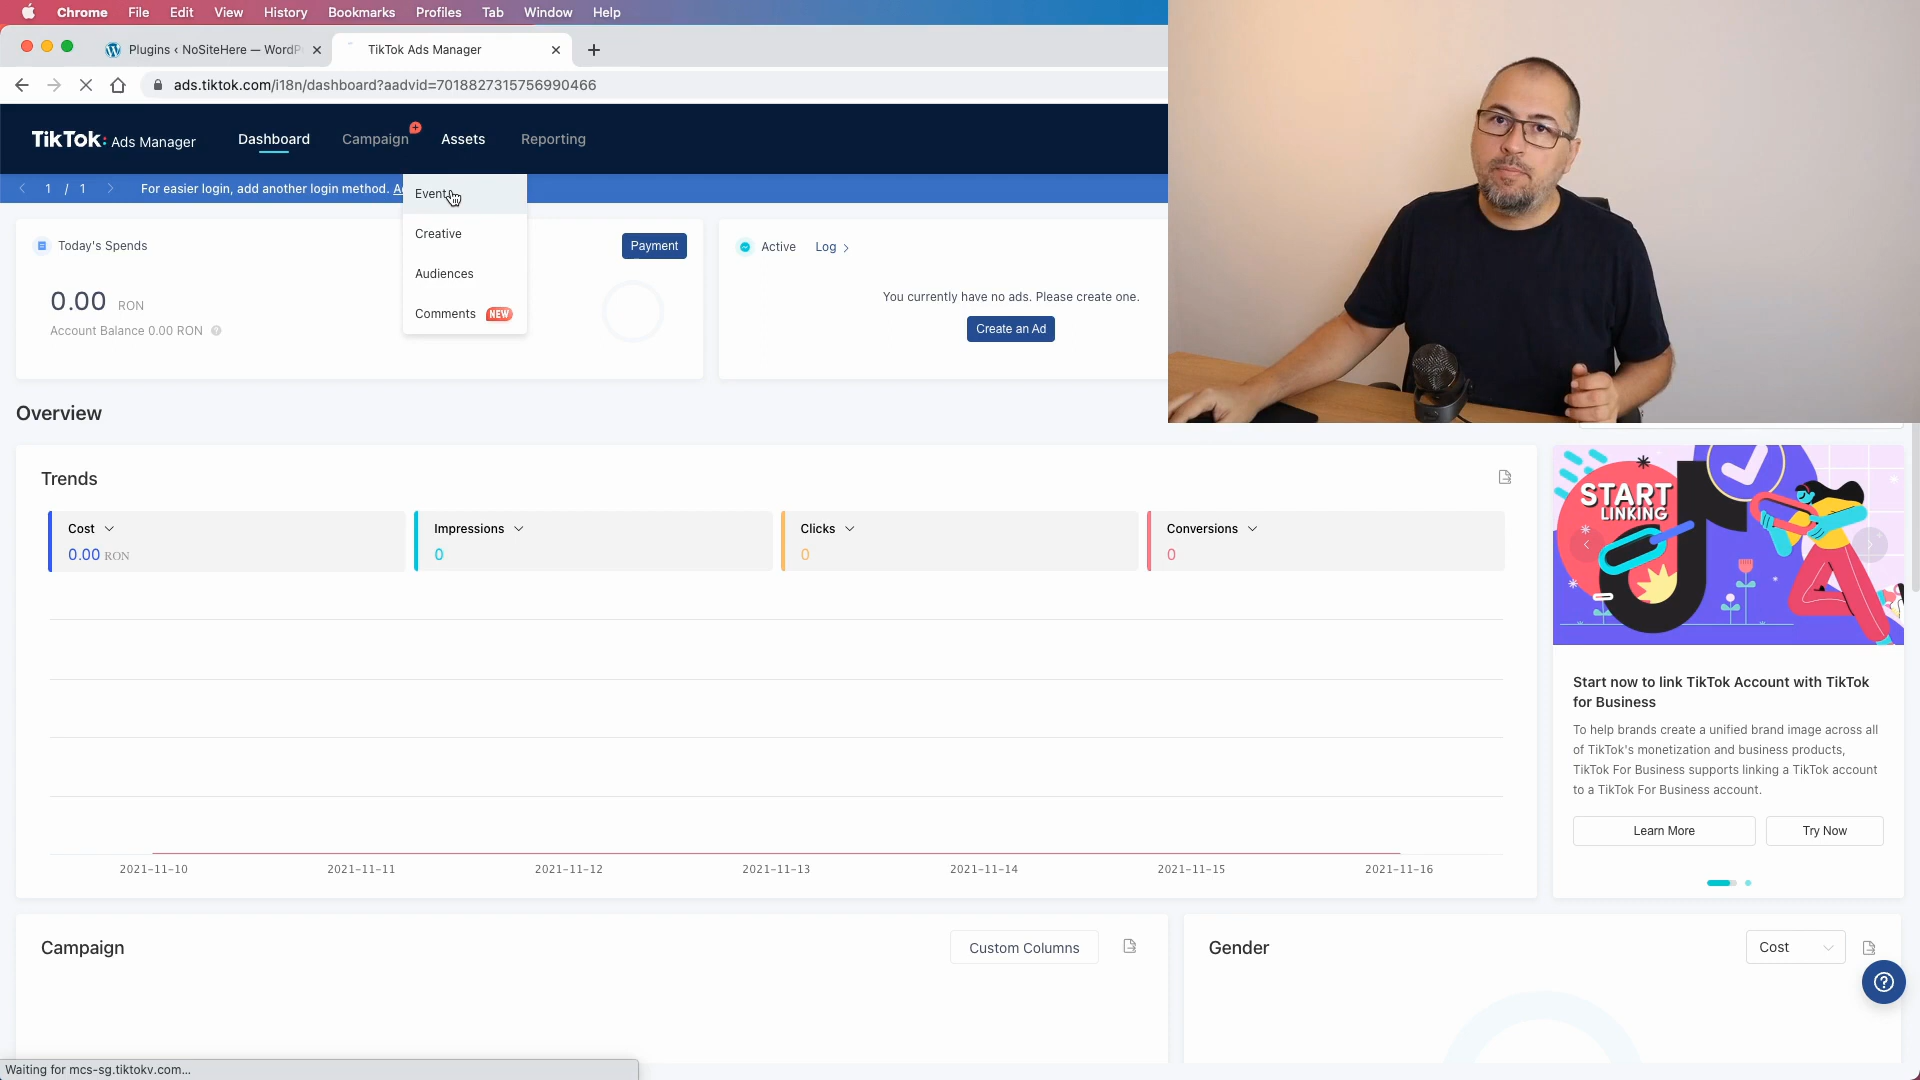 Chrome File Edit View History Bookmarks Profiles Tab Window Help
Plugins ‹ NoSiteHere — WordP
TikTok Ads Manager
ads.tiktok.com/i18n/dashboard?aadvid=7018827315756990466
TikTok: Ads Manager
Dashboard
Campaign
Assets
Reporting
1 / 1
For easier login, add another login method.
Event
Creative
Audiences
Comments NEW
Today's Spends
Payment
0.00 RON
Account Balance 0.00 RON
Active Log
You currently have no ads. Please create one.
Create an Ad
Overview
Trends
Cost
0.00 RON
Impressions
0
Clicks
0
Conversions
0
2021-11-10 2021-11-11 2021-11-12 2021-11-13 2021-11-14 2021-11-15 2021-11-16
START
LINKING
Start now to link TikTok Account with TikTok
for Business
To help brands create a unified brand image across all
of TikTok's monetization and business products,
TikTok For Business supports linking a TikTok account
to a TikTok For Business account.
Learn More
Try Now
Campaign
Custom Columns
Gender
Cost
Waiting for mcs-sg.tiktokv.com...